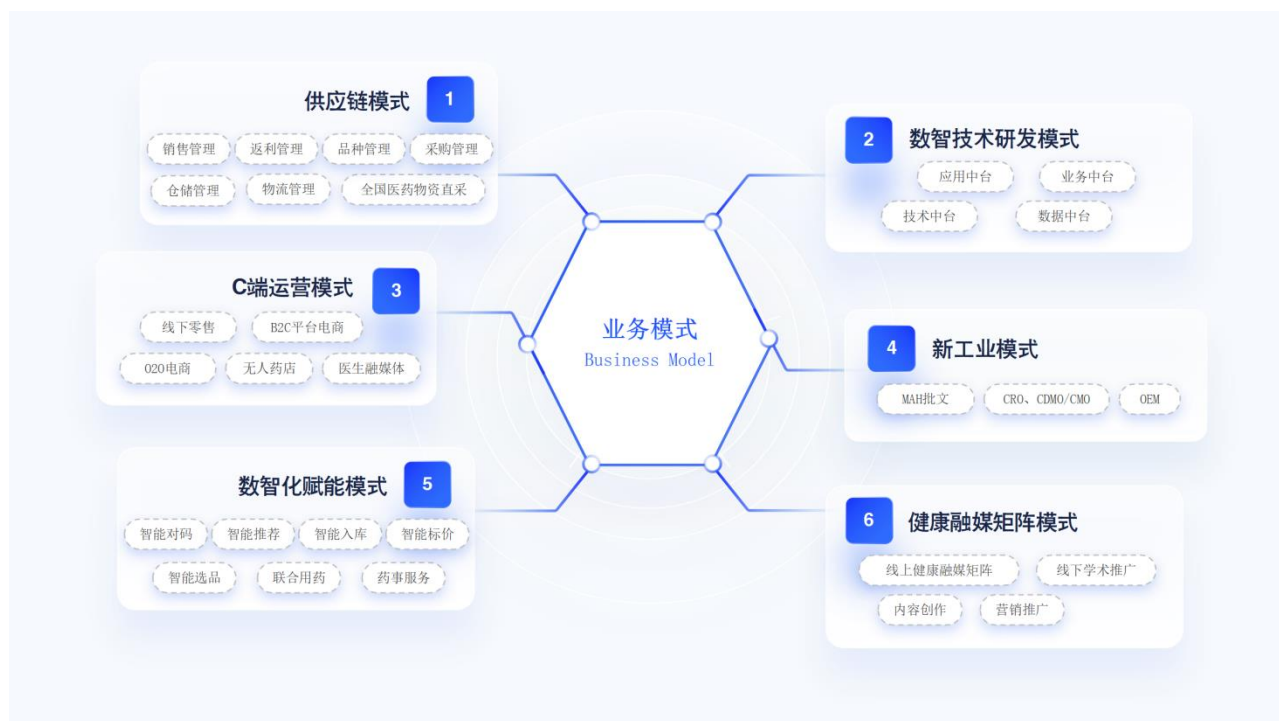 供应链模式 1
销售管理 返利管理 品种管理 采购管理
仓储管理 物流管理 全国医药物资直采
2 数智技术研发模式
应用中台 业务中台
技术中台 数据中台
C端运营模式 3
线下零售 B2C平台电商
O2O电商 无人药店 医生融媒体
业务模式
Business Model
4 新工业模式
MAH批文 CRO、CDMO/CMO OEM
数智化赋能模式 5
智能对码 智能推荐 智能入库 智能标价
智能选品 联合用药 药事服务
6 健康融媒矩阵模式
线上健康融媒矩阵 线下学术推广
内容创作 营销推广